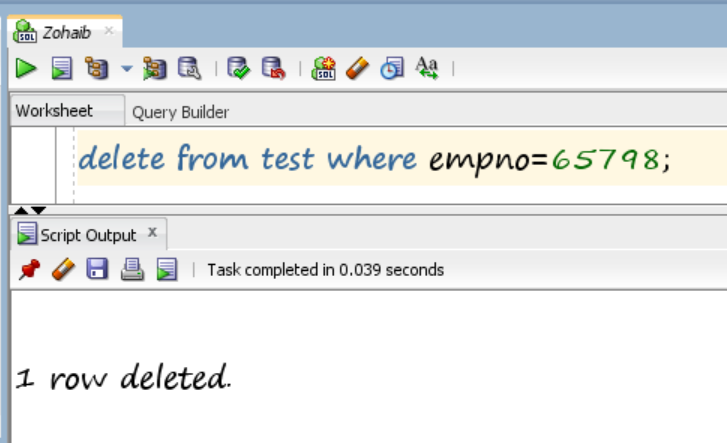 Zohaib
Worksheet Query Builder
delete from test where empno=65798;
Script Output
Task completed in 0.039 seconds
1 row deleted.